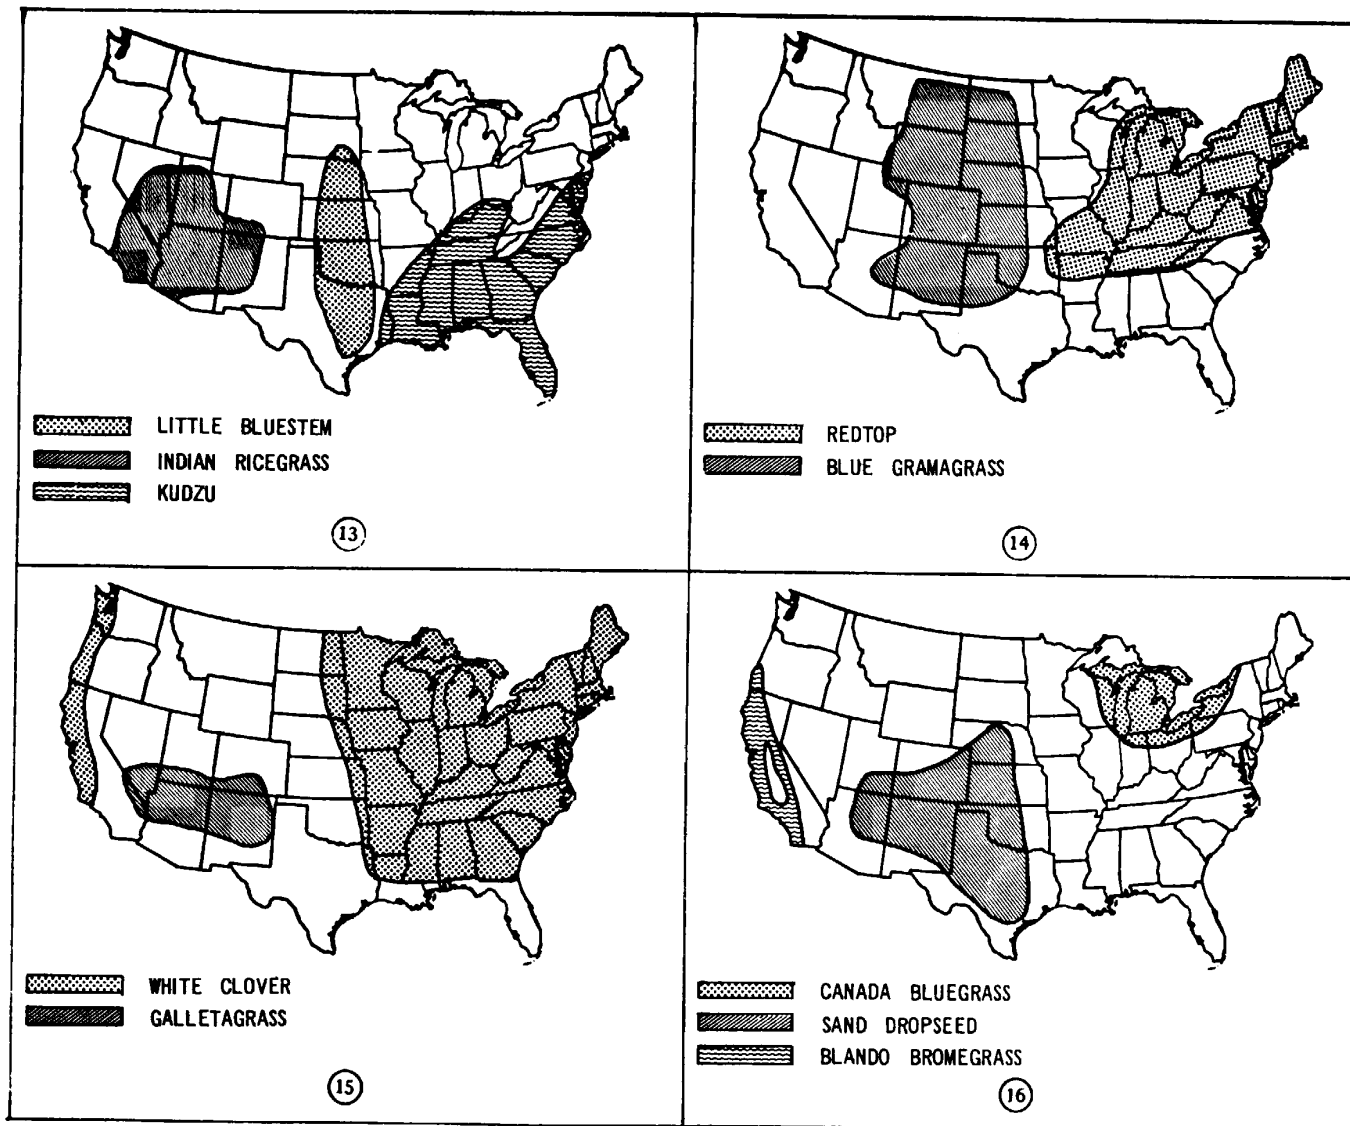 LITTLE BLUESTEM
INDIAN RICEGRASS
KUDZU
13
REDTOP
BLUE GRAMAGRASS
14
WHITE CLOVER
GALLETAGRASS
15
CANADA BLUEGRASS
SAND DROPSEED
BLANDO BROMEGRASS
16